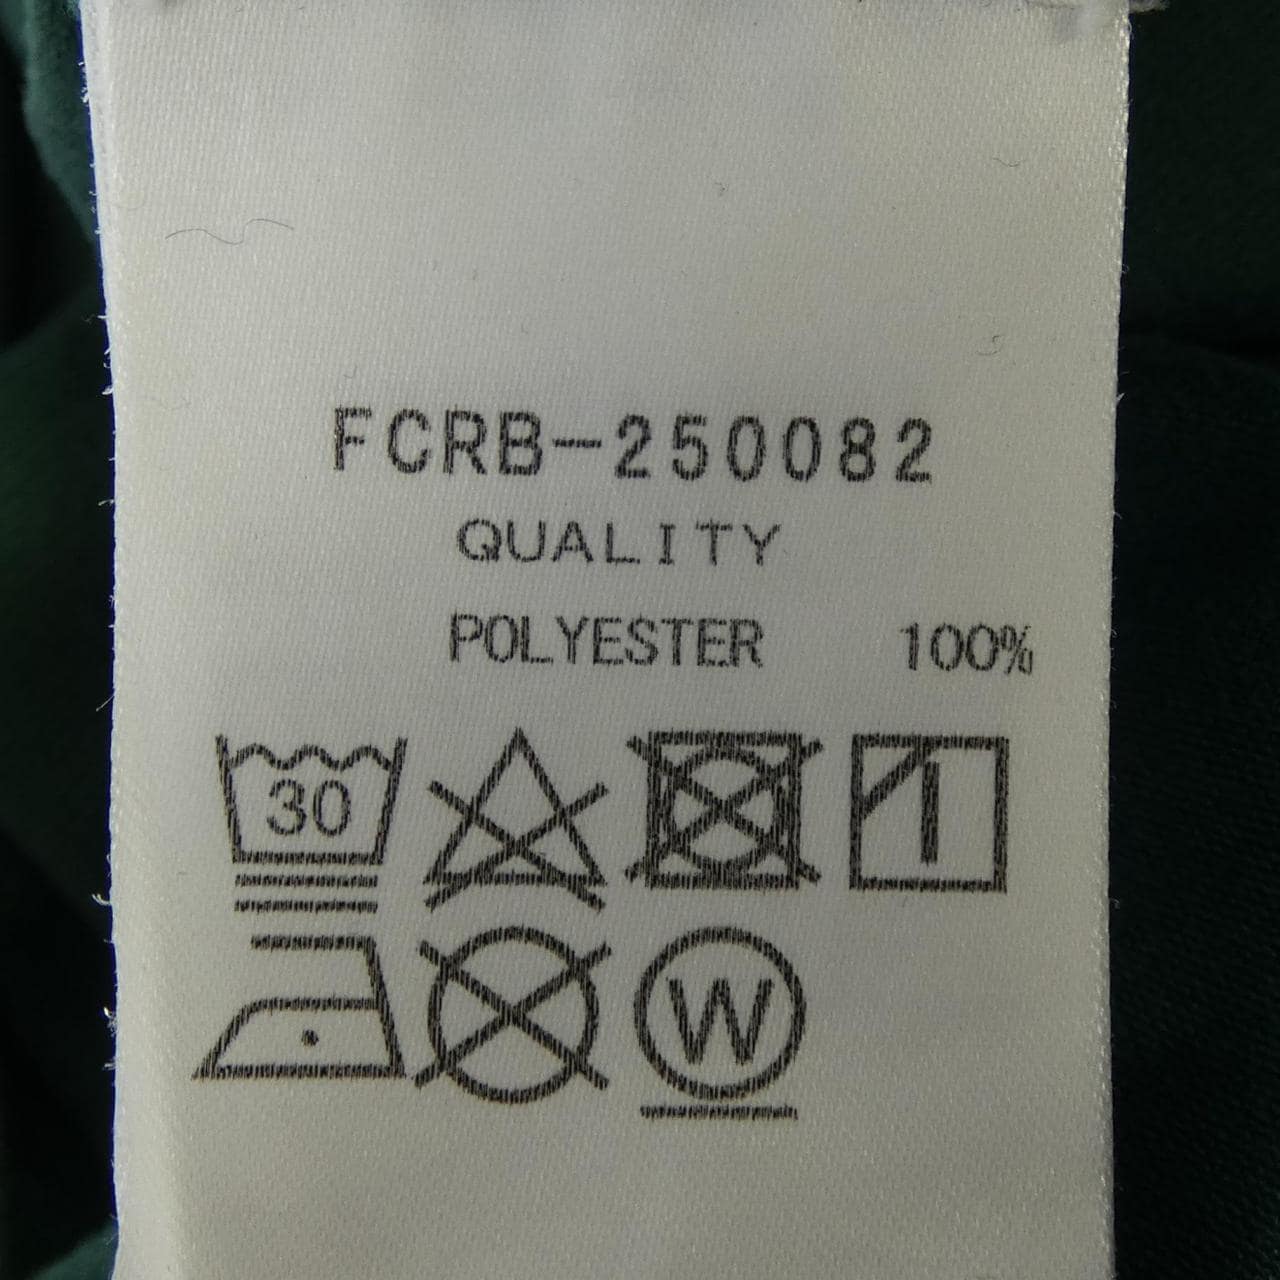 FCRB-250082
QUALITY
POLYESTER 100%
30
W